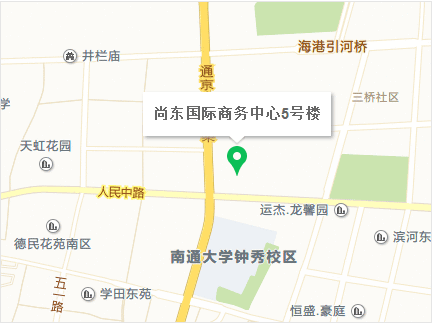 海港引河桥
井栏庙
通京
三桥社区
学
尚东国际商务中心5号楼
天虹花园
人民中路
运杰.龙馨园
德民花苑南区
滨河东
南通大学钟秀校区
五一路
学田东苑
恒盛.豪庭